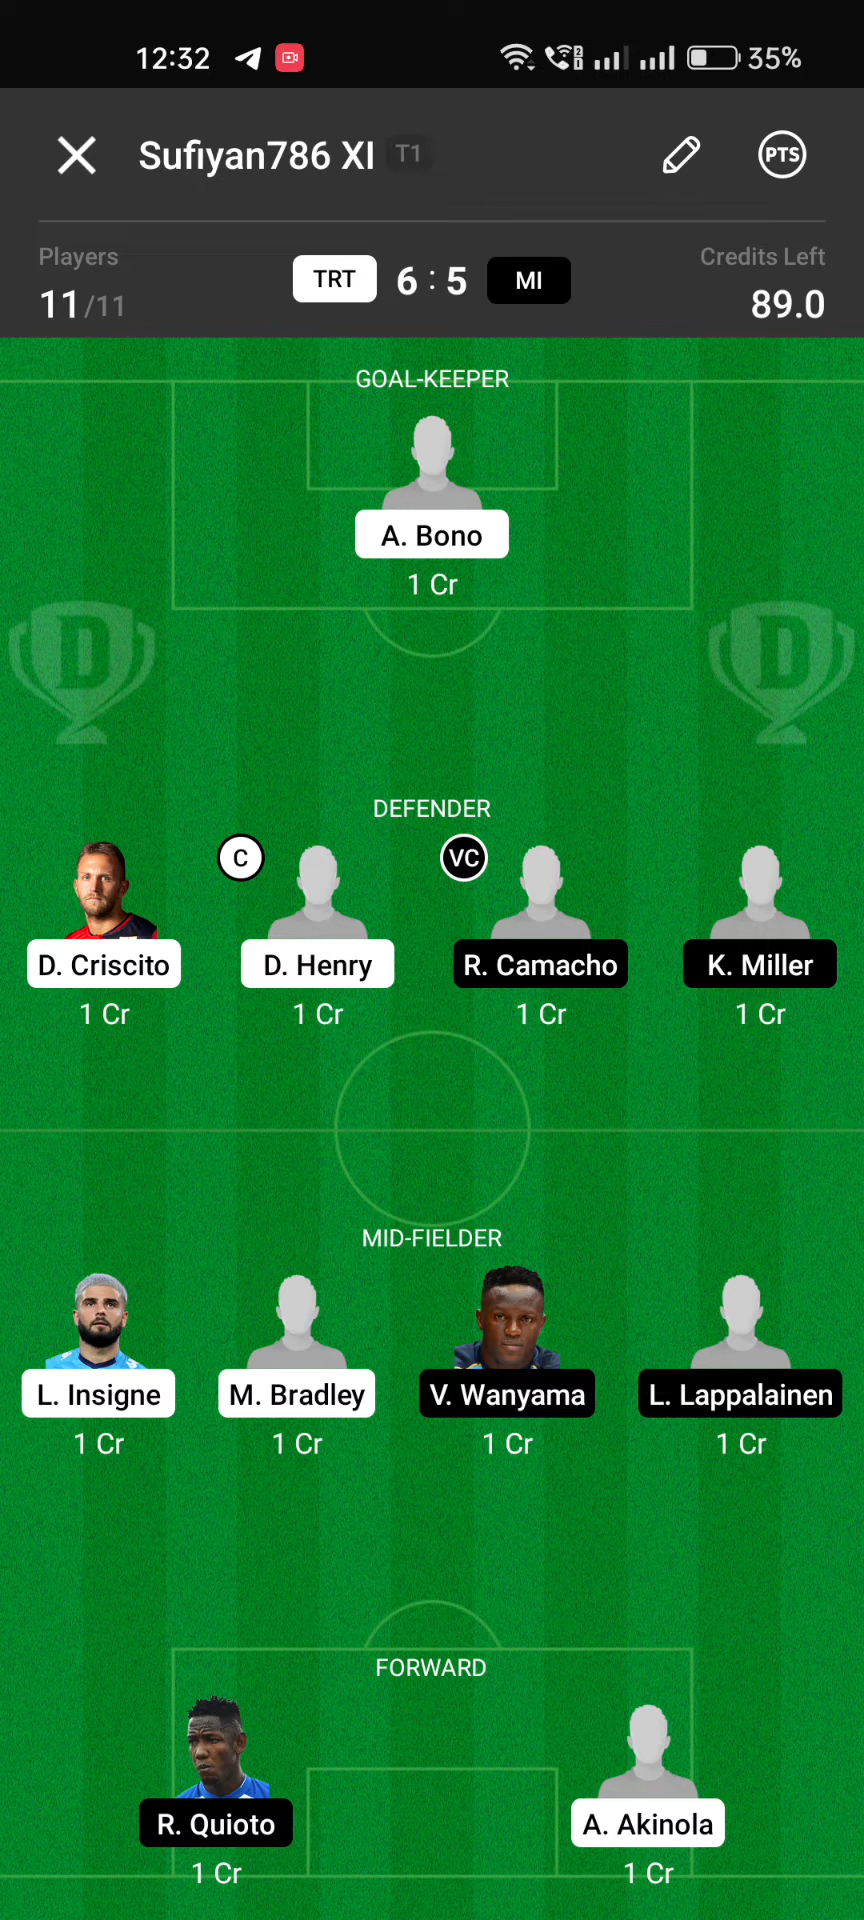 12:32
35%
Sufiyan786 XI T1
PTS
Players
11/11
TRT 6 : 5 MI
Credits Left
89.0
GOAL-KEEPER
A. Bono
1 Cr
D D
DEFENDER
C VC
D. Criscito D. Henry R. Camacho K. Miller
1 Cr 1 Cr 1 Cr 1 Cr
MID-FIELDER
L. Insigne M. Bradley V. Wanyama L. Lappalainen
1 Cr 1 Cr 1 Cr 1 Cr
FORWARD
R. Quioto A. Akinola
1 Cr 1 Cr